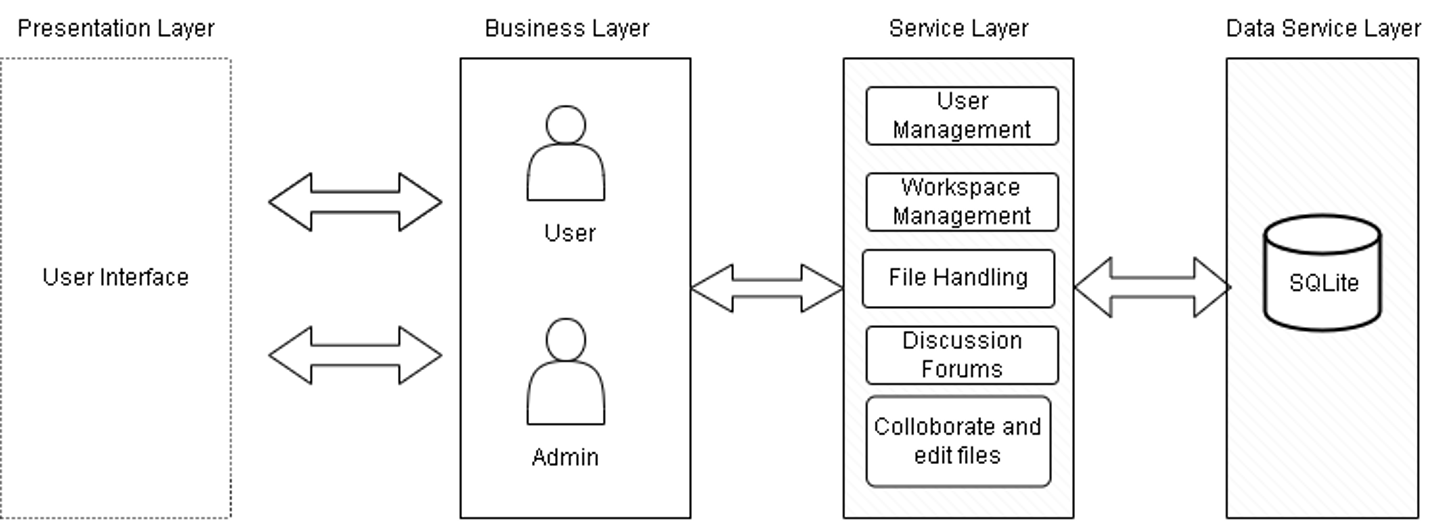 Presentation Layer
Business Layer
Service Layer
Data Service Layer
User Interface
User
Admin
User
Management
Workspace
Management
File Handling
Discussion
Forums
Colloborate and
edit files
SQLite